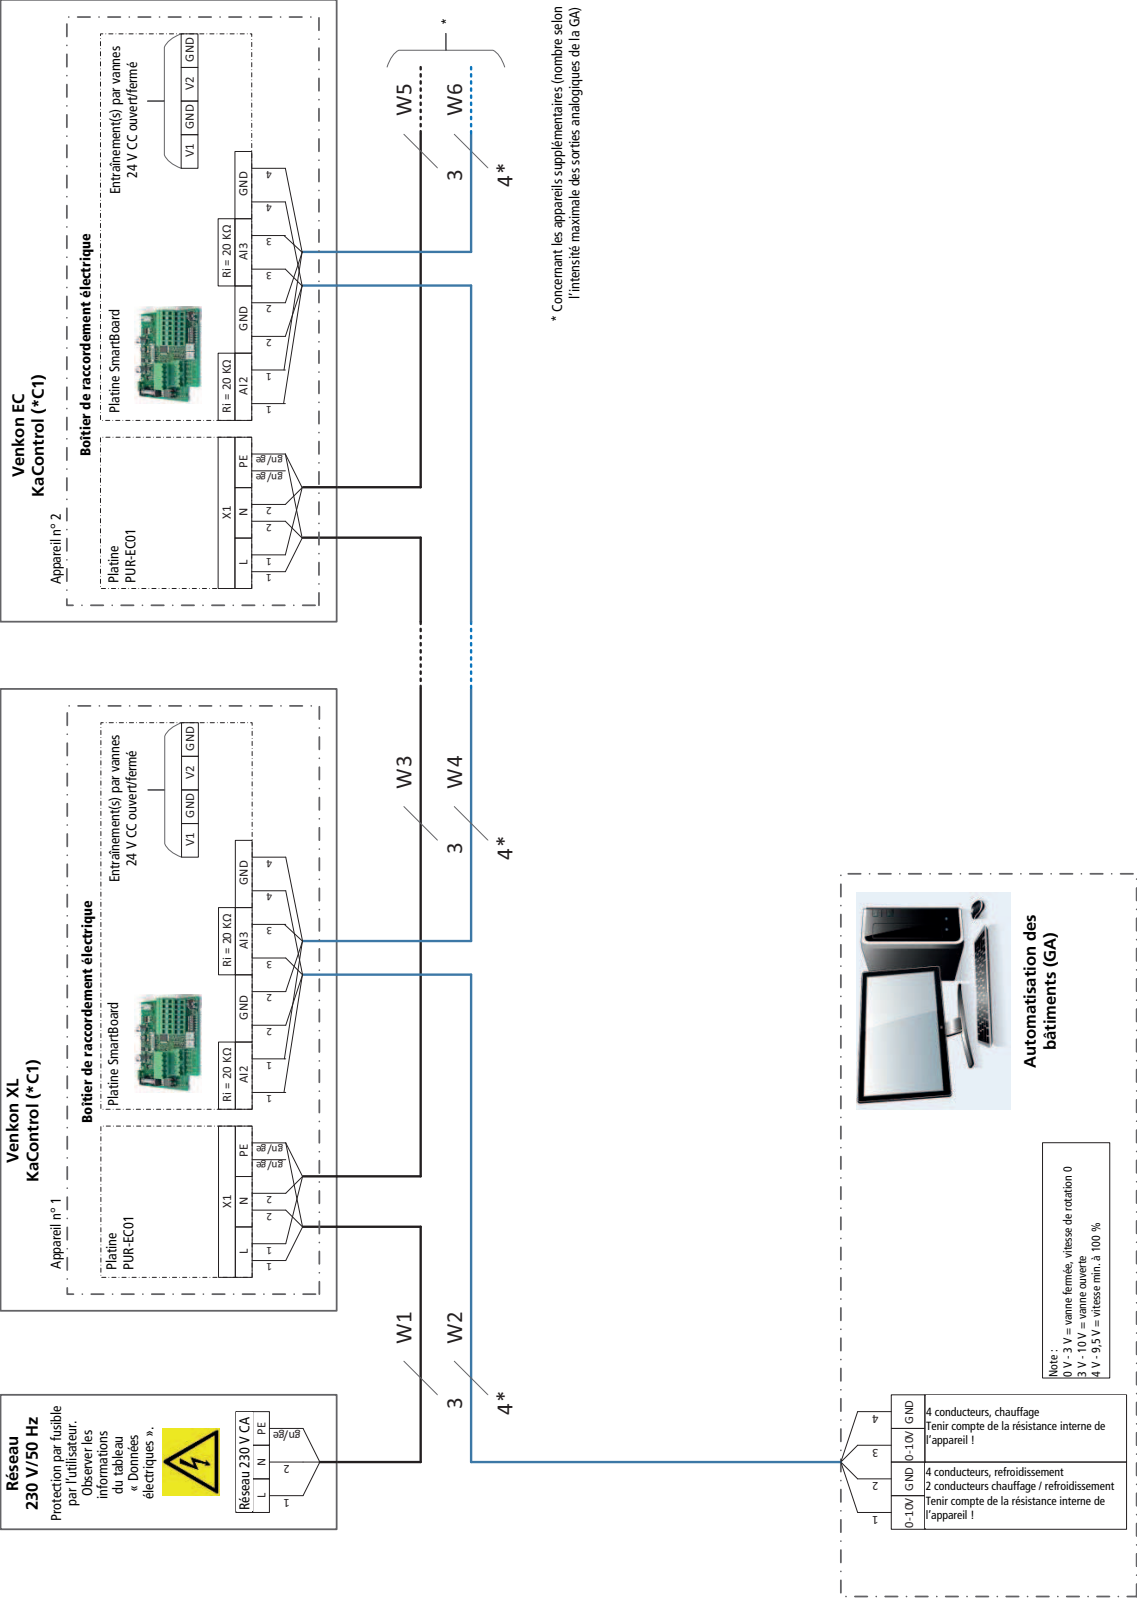 Réseau
230 V/50 Hz
Protection par fusible
par l'utilisateur.
Observer les
informations
du tableau
« Données
électriques ».
Réseau 230 V CA
L
N
PE
1
2
gn/ge
W1
3
W2
4*
Venkon XL
KaControl (*C1)
Appareil n° 1
Boîtier de raccordement électrique
Platine
PUR-EC01
X1
L
N
PE
1
1
2
2
gn/ge
gn/ge
Platine SmartBoard
Ri = 20 KΩ
Ri = 20 KΩ
AI2
GND
AI3
GND
1
1
2
2
3
3
4
4
Entraînement(s) par vannes
24 V CC ouvert/fermé
V1
GND
V2
GND
W3
3
W4
4*
Venkon EC
KaControl (*C1)
Appareil n° 2
Boîtier de raccordement électrique
Platine
PUR-EC01
X1
L
N
PE
1
1
2
2
gn/ge
gn/ge
Platine SmartBoard
Ri = 20 KΩ
Ri = 20 KΩ
AI2
GND
AI3
GND
1
1
2
2
3
3
4
4
Entraînement(s) par vannes
24 V CC ouvert/fermé
V1
GND
V2
GND
W5
3
W6
4*
*
* Concernant les appareils supplémentaires (nombre selon
l'intensité maximale des sorties analogiques de la GA)
1
2
3
4
0-10V
GND
0-10V
GND
4 conducteurs, chauffage
Tenir compte de la résistance interne de
l'appareil !
4 conducteurs, refroidissement
2 conducteurs chauffage / refroidissement
Tenir compte de la résistance interne de
l'appareil !
Note :
0 V - 3 V = vanne fermée, vitesse de rotation 0
3 V - 10 V = vanne ouverte
4 V - 9,5 V = vitesse min. à 100 %
Automatisation des
bâtiments (GA)